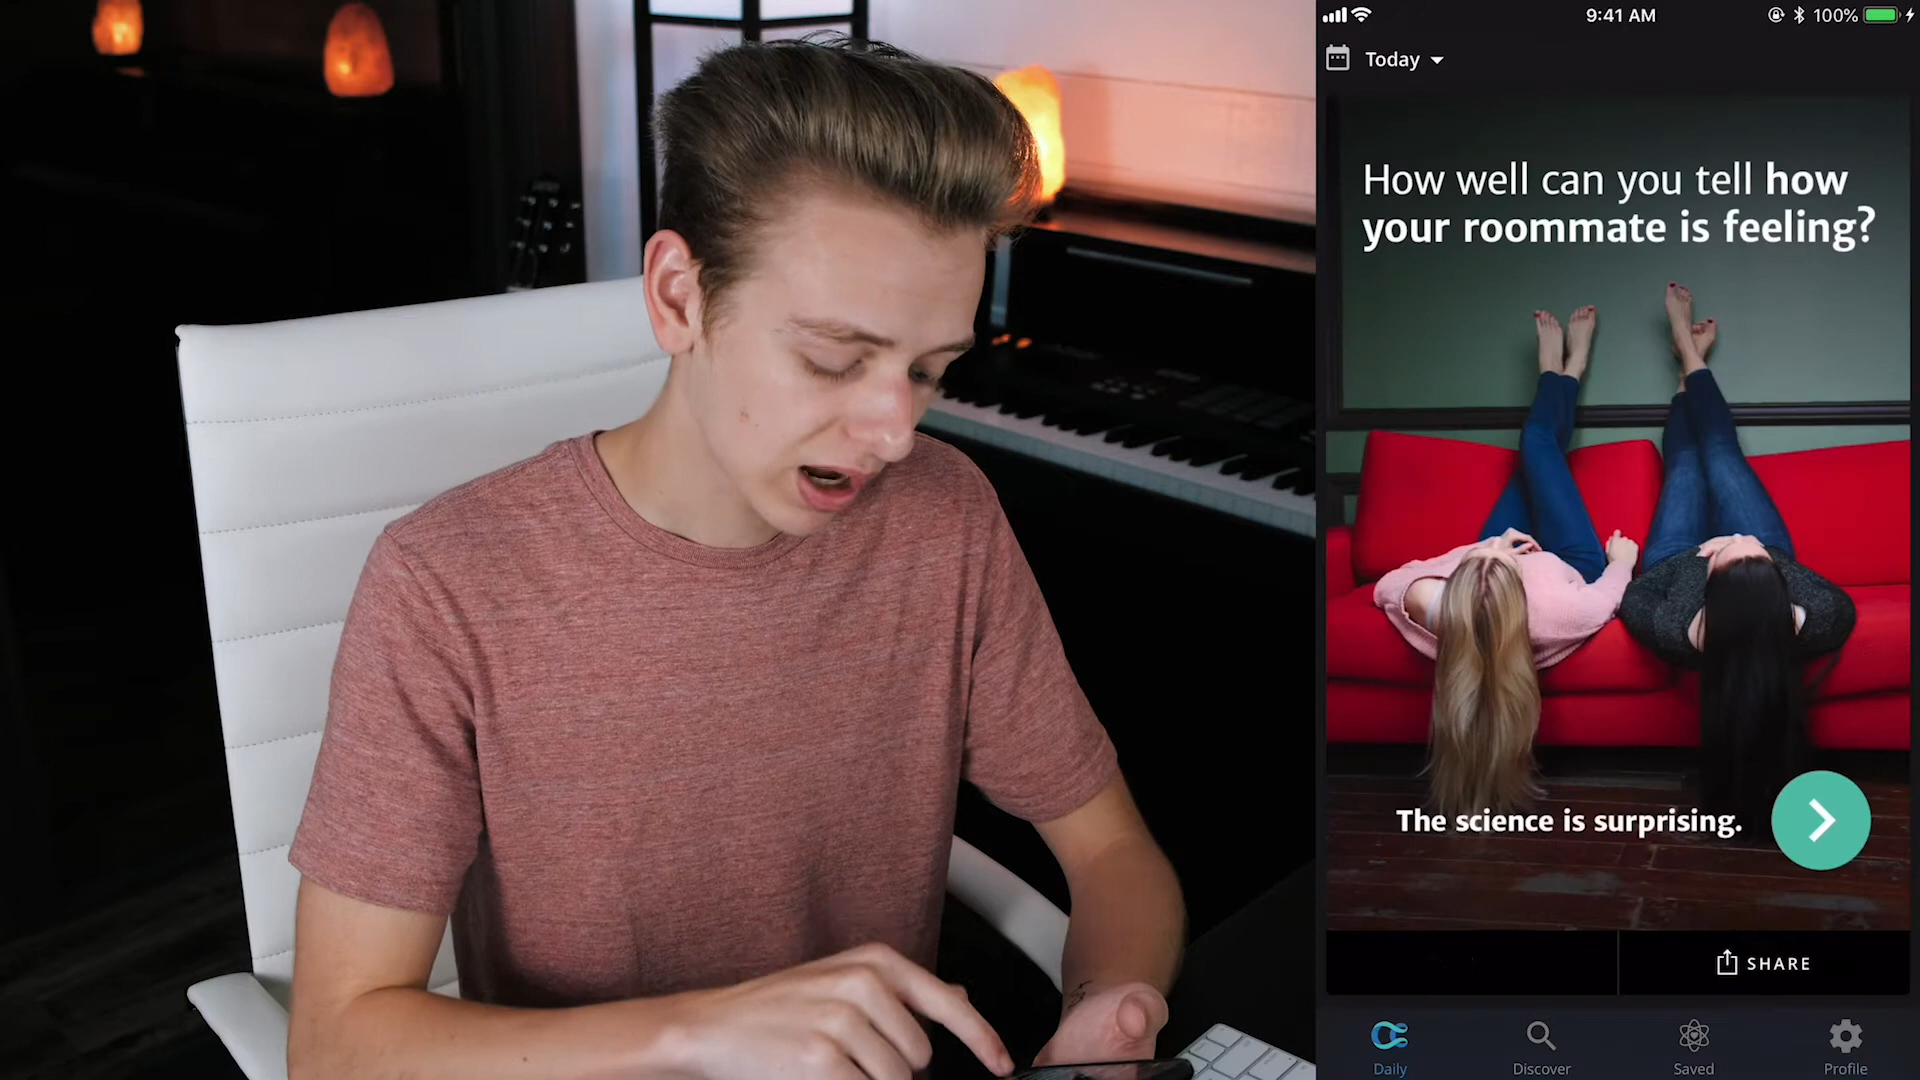 9:41 AM
100%
Today
How well can you tell how
your roommate is feeling?
The science is surprising.
SHARE
Daily
Discover
Saved
Profile